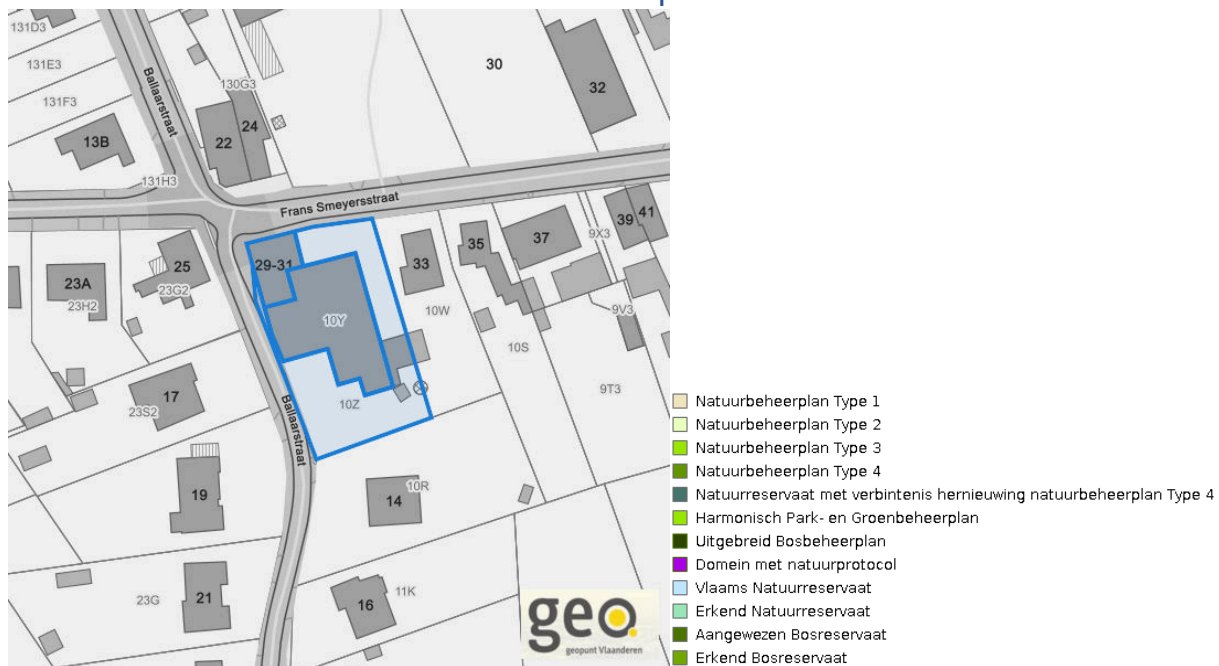 131D3
131E3
131F3
Ballaarstraat
130G3
30
32
24
22
13B
131H3
Frans Smeyersstraat
39
41
9X3
37
35
33
29-31
25
23G2
23A
23H2
10Y
10W
10S
9V3
9T3
17
23S2
10Z
Ballaarstraat
19
14
10R
21
23G
16
11K
geo.
geopunt Vlaanderen
Natuurbeheerplan Type 1
Natuurbeheerplan Type 2
Natuurbeheerplan Type 3
Natuurbeheerplan Type 4
Natuurreservaat met verbintenis hernieuwing natuurbeheerplan Type 4
Harmonisch Park- en Groenbeheerplan
Uitgebreid Bosbeheerplan
Domein met natuurprotocol
Vlaams Natuurreservaat
Erkend Natuurreservaat
Aangewezen Bosreservaat
Erkend Bosreservaat